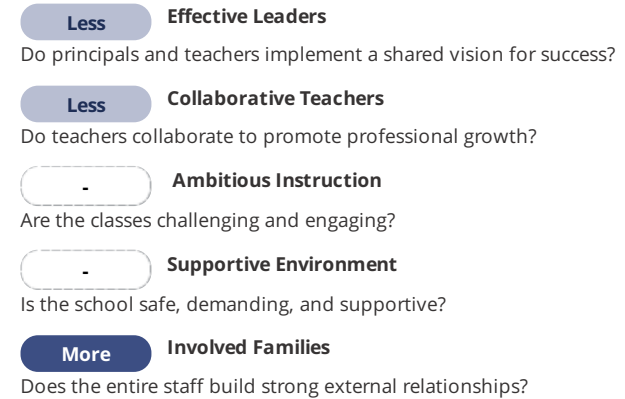 Less Effective Leaders
Do principals and teachers implement a shared vision for success?
Less Collaborative Teachers
Do teachers collaborate to promote professional growth?
- Ambitious Instruction
Are the classes challenging and engaging?
- Supportive Environment
Is the school safe, demanding, and supportive?
More Involved Families
Does the entire staff build strong external relationships?